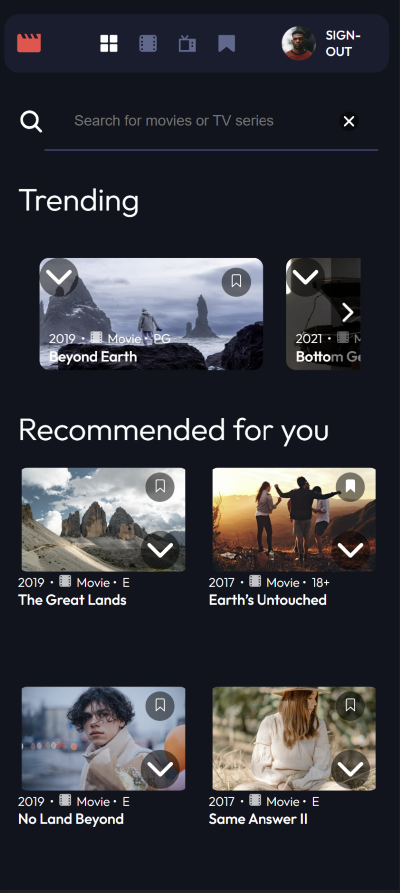 SIGN-
OUT
Search for movies or TV series
Trending
2019 • Movie • PG
Beyond Earth
2021 • M
Bottom Ge
Recommended for you
2019 • Movie • E
The Great Lands
2017 • Movie • 18+
Earth's Untouched
2019 • Movie • E
No Land Beyond
2017 • Movie • E
Same Answer II